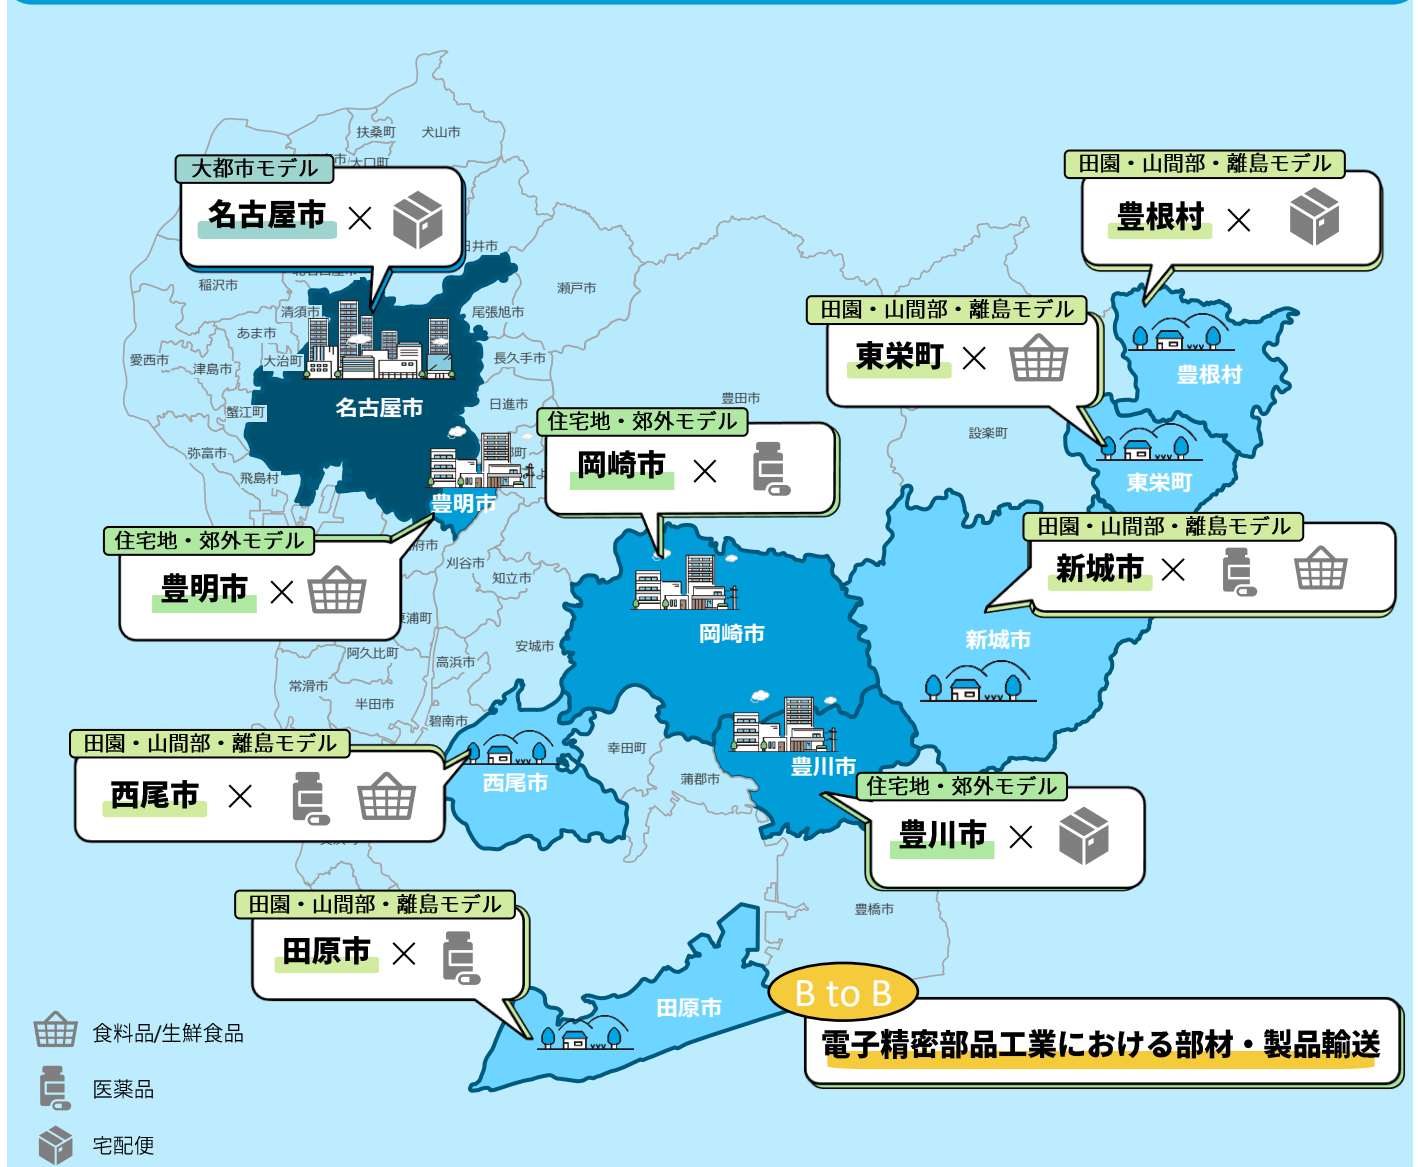 扶桑町
犬山市
大口町
大都市モデル
名古屋市 ×
田園・山間部・離島モデル
豊根村 ×
稲沢市
瀬戸市
清須市
尾張旭市
あま市
田園・山間部・離島モデル
東栄町 ×
愛西市
津島市
大治町
長久手市
豊根村
名古屋市
日進市
豊田市
蟹江町
住宅地・郊外モデル
岡崎市 ×
設楽町
弥富市
飛島村
東栄町
豊明市
住宅地・郊外モデル
豊明市 ×
刈谷市
知立市
田園・山間部・離島モデル
新城市 ×
岡崎市
新城市
安城市
阿久比町
高浜市
常滑市
半田市
碧南市
田園・山間部・離島モデル
西尾市 ×
西尾市
幸田町
蒲郡市
豊川市
住宅地・郊外モデル
豊川市 ×
田園・山間部・離島モデル
田原市 ×
豊橋市
田原市
B to B
電子精密部品工業における部材・製品輸送
食料品/生鮮食品
医薬品
宅配便